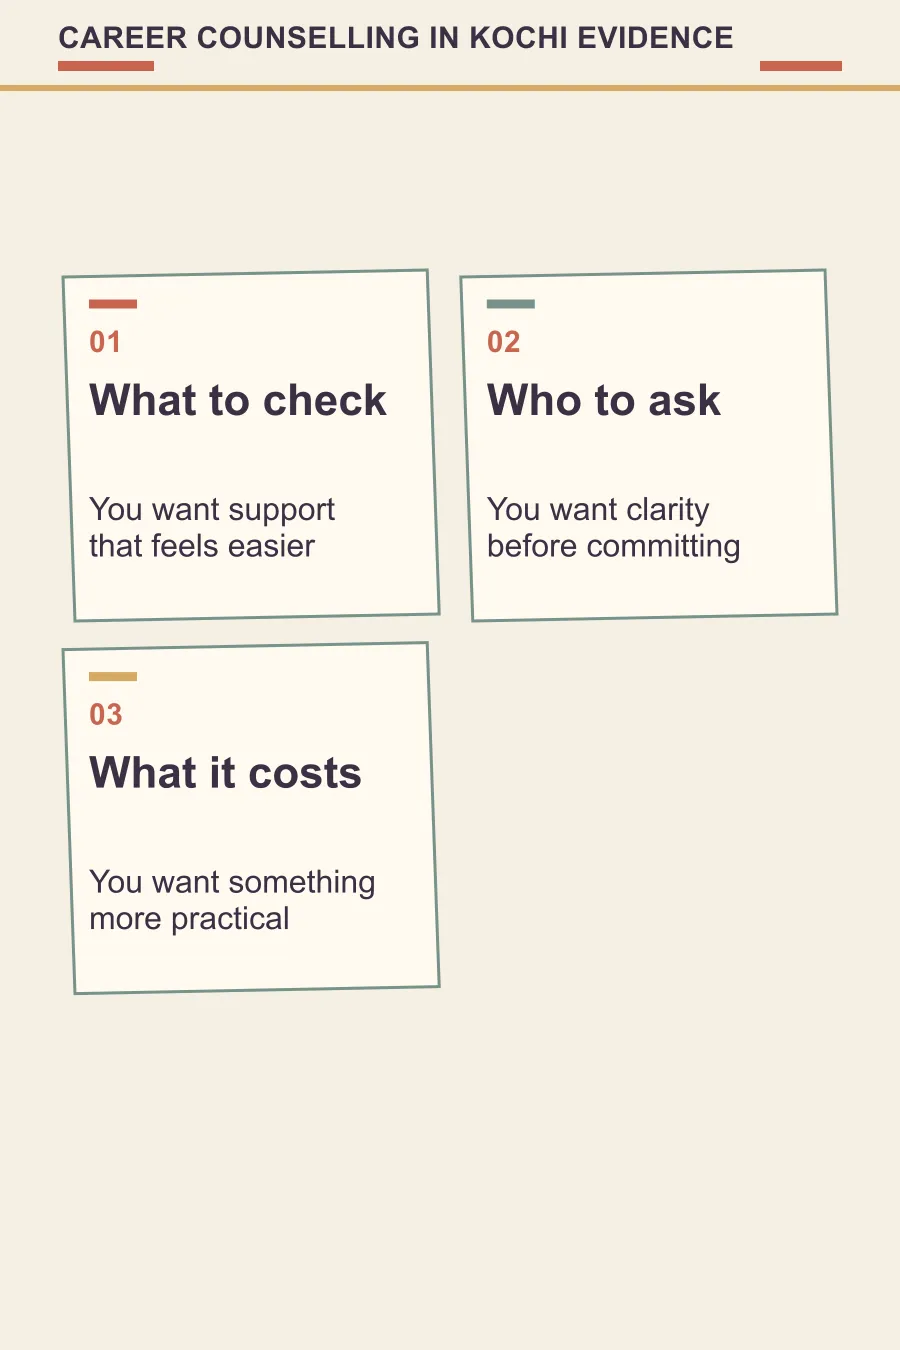 CAREER COUNSELLING IN KOCHI EVIDENCE
01
What to check
You want support
that feels easier
02
Who to ask
You want clarity
before committing
03
What it costs
You want something
more practical